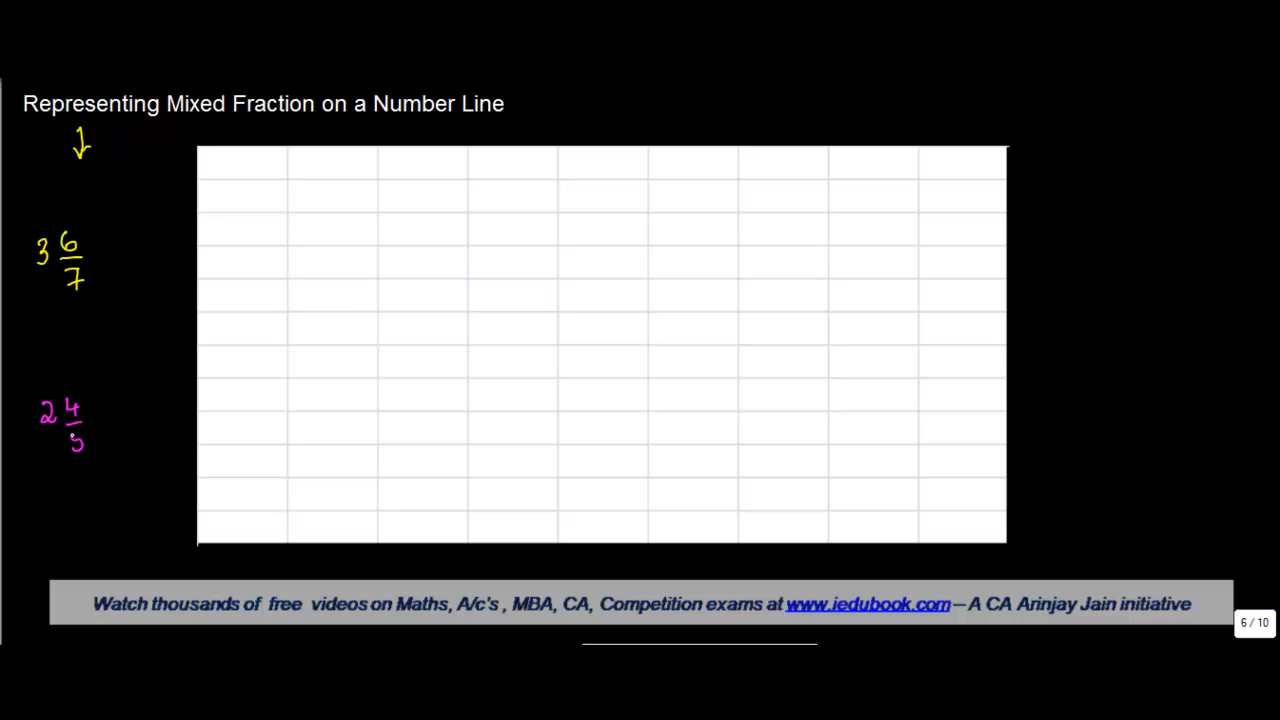 Representing Mixed Fraction on a Number Line
3 6/7
2 4/5
Watch thousands of free videos on Maths, A/c's , MBA, CA, Competition exams at www.iedubook.com – A CA Arinjay Jain initiative
6 / 10